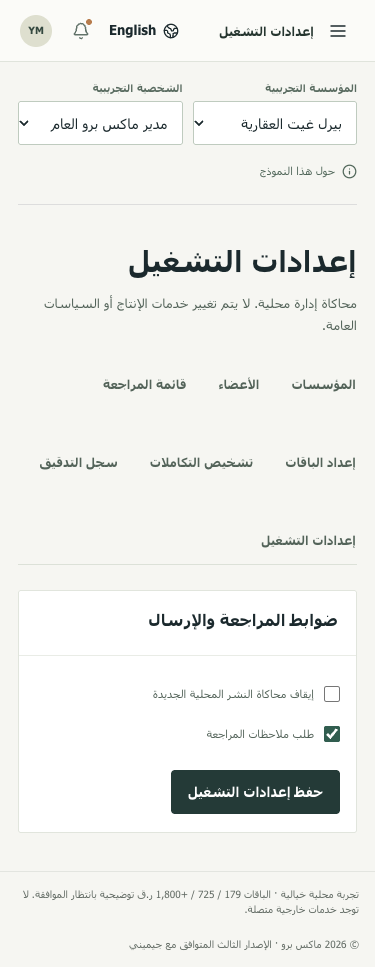 إعدادات التشغيل
English
YM
المؤسسة التجريبية
الشخصية التجريبية
بيرل غيت العقارية
مدير ماكس برو العام
حول هذا النموذج
إعدادات التشغيل
محاكاة إدارة محلية. لا يتم تغيير خدمات الإنتاج أو السياسات
العامة.
المؤسسات
الأعضاء
قائمة المراجعة
إعداد الباقات
تشخيص التكاملات
سجل التدقيق
إعدادات التشغيل
ضوابط المراجعة والإرسال
إيقاف محاكاة النشر المحلية الجديدة
طلب ملاحظات المراجعة
حفظ إعدادات التشغيل
تجربة محلية خيالية · الباقات 179 / 725 / +1,800 ر.ق توضيحية بانتظار الموافقة. لا
توجد خدمات خارجية متصلة.
© 2026 ماكس برو · الإصدار الثالث المتوافق مع جيميني